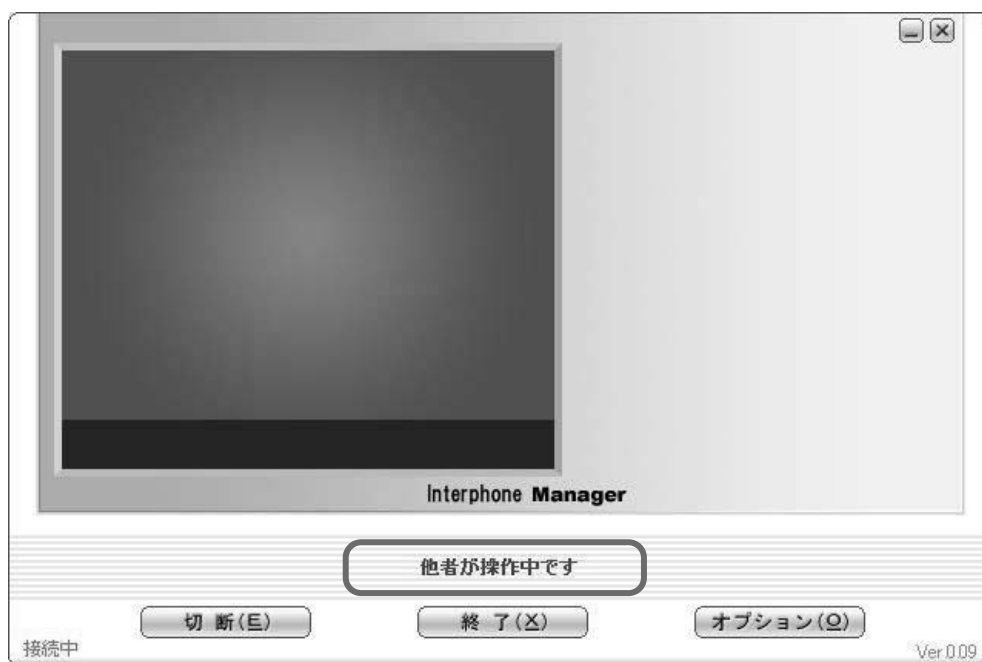 Interphone Manager
他者が操作中です
切 断(E)
終 了(X)
オプション(O)
接続中
Ver.0.09